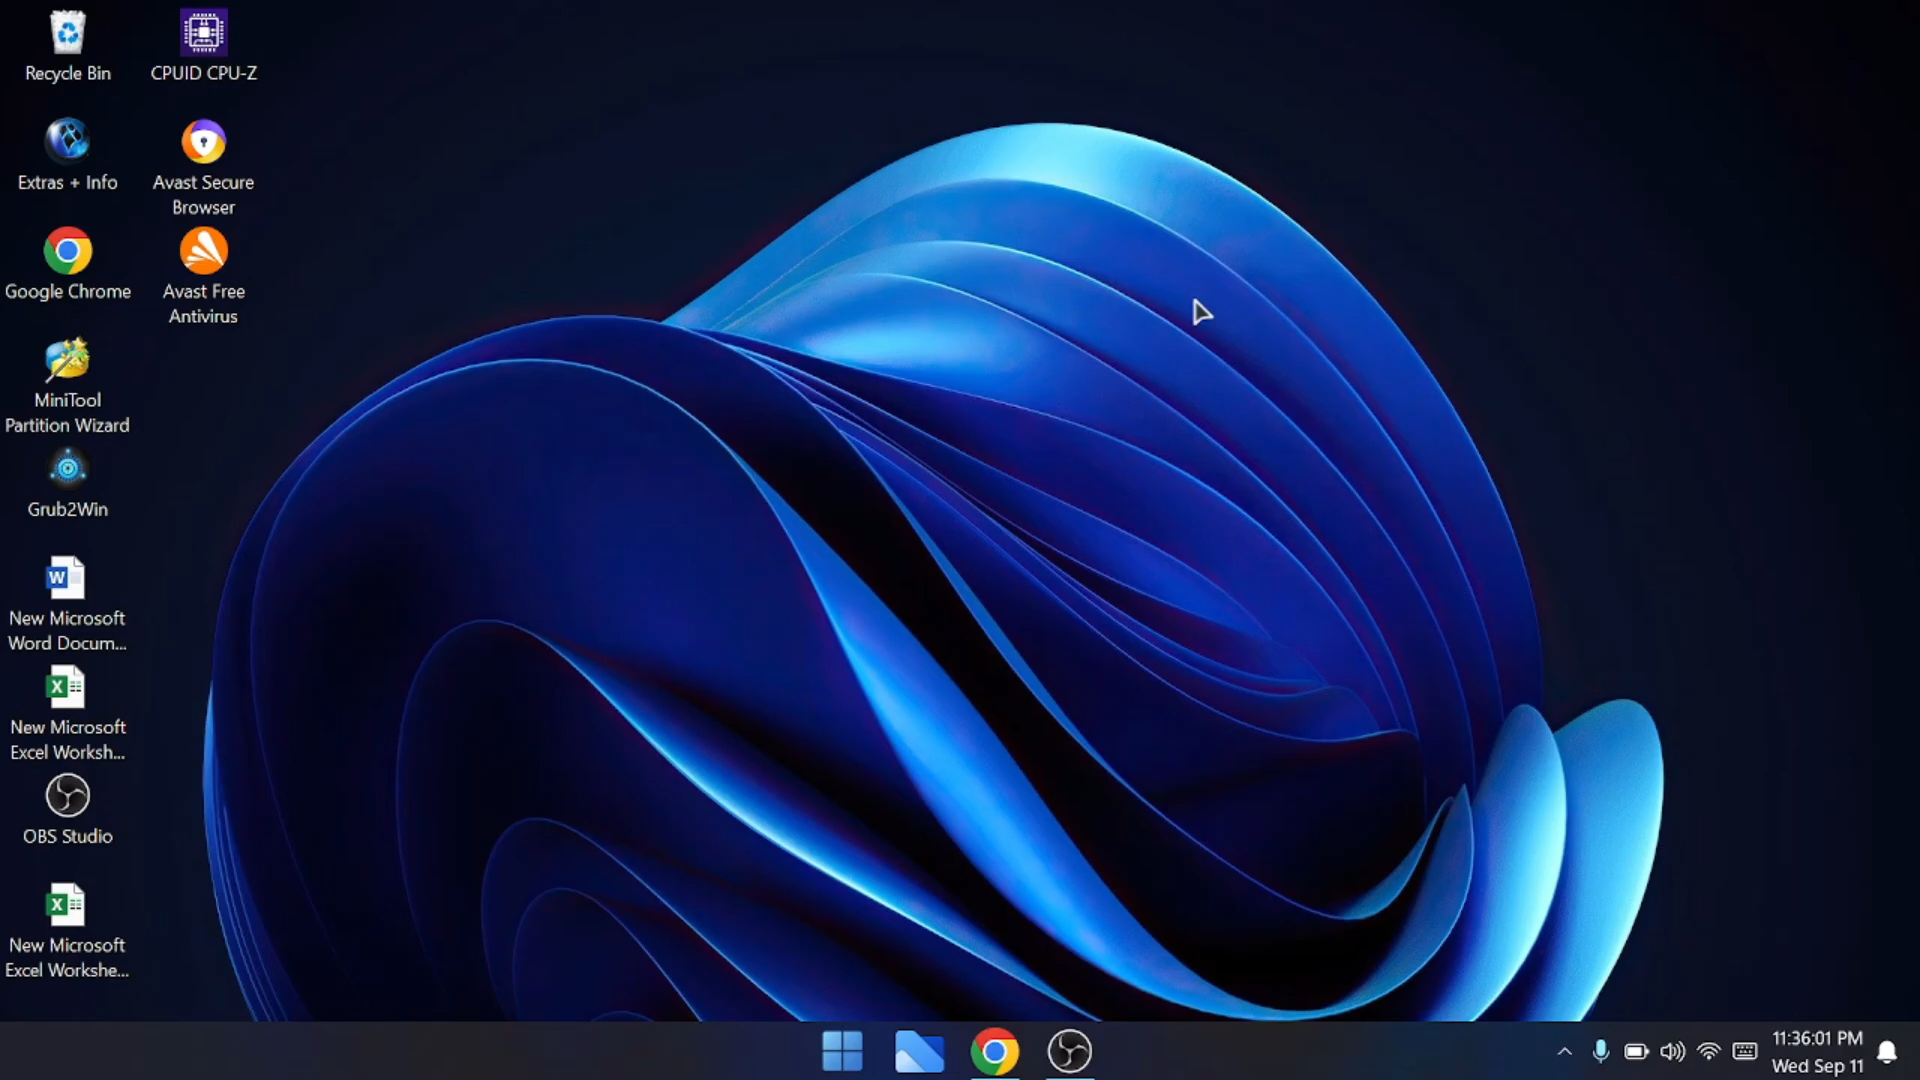 Recycle Bin
CPUID CPU-Z
Extras + Info
Avast Secure
Browser
Google Chrome
Avast Free
Antivirus
MiniTool
Partition Wizard
Grub2Win
W
New Microsoft
Word Docum...
X
New Microsoft
Excel Worksh...
OBS Studio
X
New Microsoft
Excel Workshe...
11:36:01 PM
Wed Sep 11